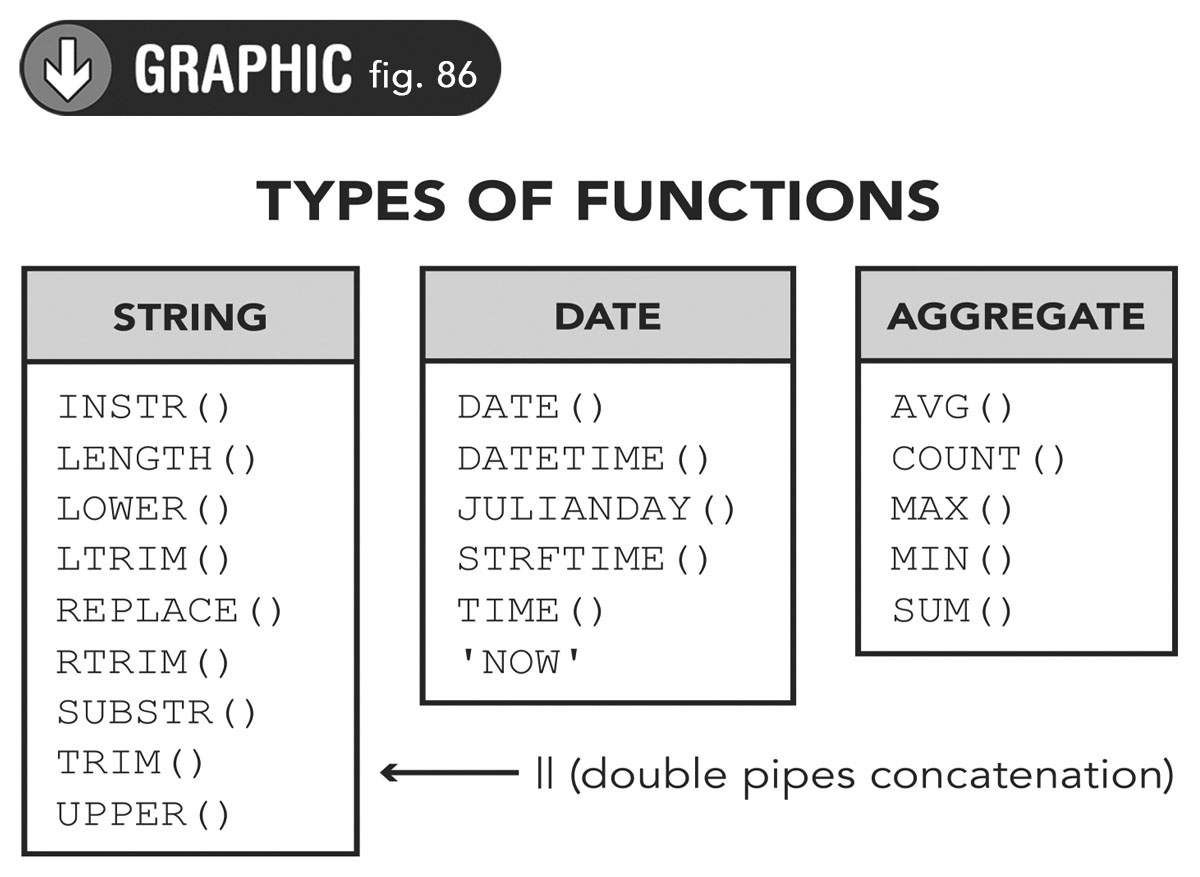 GRAPHIC fig. 86
TYPES OF FUNCTIONS
STRING
INSTR()
LENGTH()
LOWER()
LTRIM()
REPLACE()
RTRIM()
SUBSTR()
TRIM()
UPPER()
DATE
DATE()
DATETIME()
JULIANDAY()
STRFTIME()
TIME()
'NOW'
AGGREGATE
AVG()
COUNT()
MAX()
MIN()
SUM()
|| (double pipes concatenation)